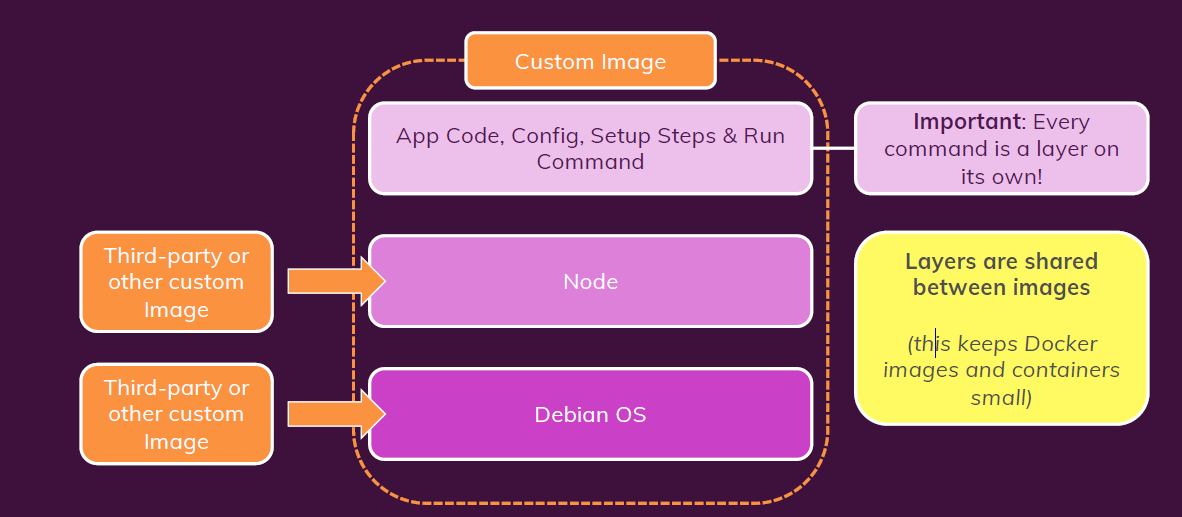 Custom Image
App Code, Config, Setup Steps & Run
Command
Important: Every
command is a layer on
its own!
Third-party or
other custom
Image
Node
Layers are shared
between images
(this keeps Docker
images and containers
small)
Third-party or
other custom
Image
Debian OS